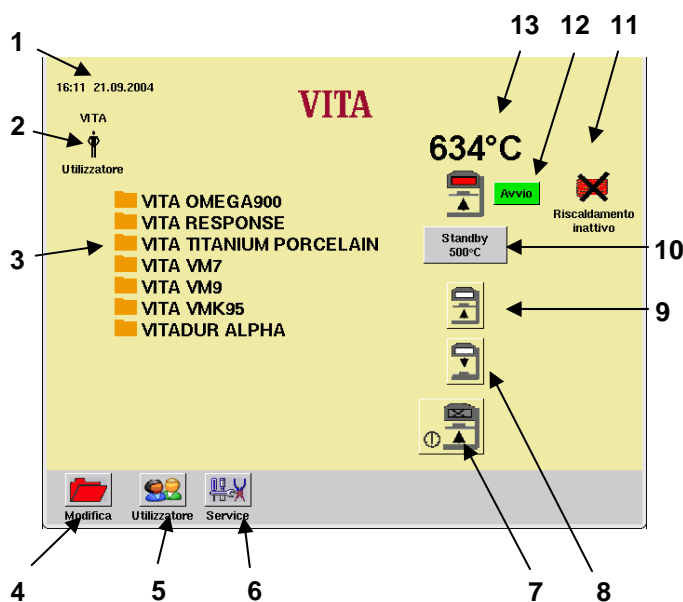 13 12 11
1
16:11 21.09.2004
VITA
2
VITA
Utilizzatore
634°C
Avvio
Riscaldamento
inattivo
3
VITA OMEGA900
VITA RESPONSE
VITA TITANIUM PORCELAIN
VITA VM7
VITA VM9
VITA VMK95
VITADUR ALPHA
Standby
500°C
10
9
Modifica
Utilizzatore
Service
4 5 6 7 8